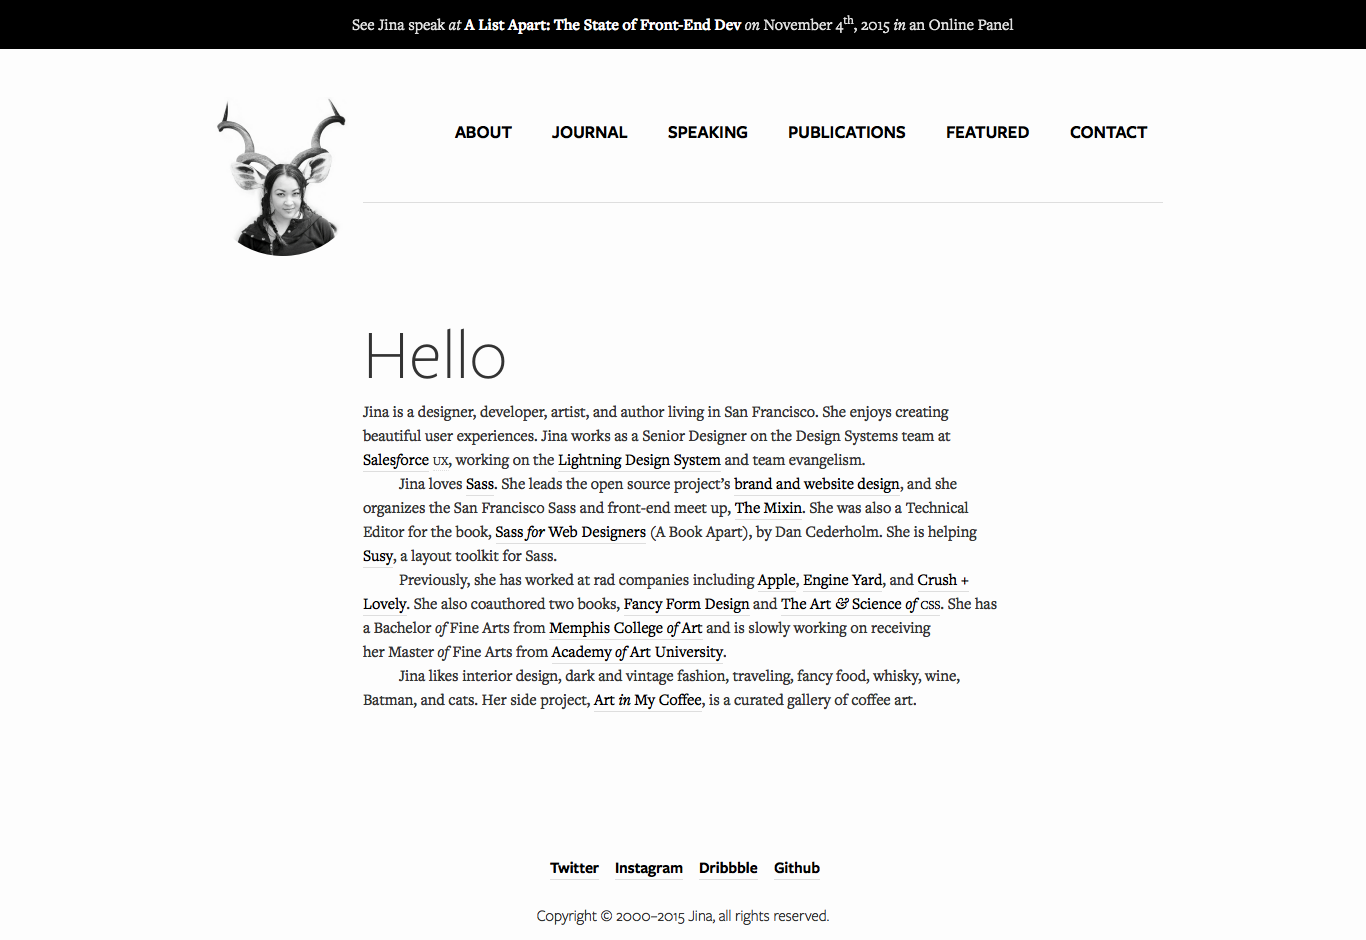 See Jina speak at A List Apart: The State of Front-End Dev on November 4th, 2015 in an Online Panel
ABOUT JOURNAL SPEAKING PUBLICATIONS FEATURED CONTACT
Hello
Jina is a designer, developer, artist, and author living in San Francisco. She enjoys creating
beautiful user experiences. Jina works as a Senior Designer on the Design Systems team at
Salesforce UX, working on the Lightning Design System and team evangelism.
Jina loves Sass. She leads the open source project’s brand and website design, and she
organizes the San Francisco Sass and front-end meet up, The Mixin. She was also a Technical
Editor for the book, Sass for Web Designers (A Book Apart), by Dan Cederholm. She is helping
Susy, a layout toolkit for Sass.
Previously, she has worked at rad companies including Apple, Engine Yard, and Crush +
Lovely. She also coauthored two books, Fancy Form Design and The Art & Science of CSS. She has
a Bachelor of Fine Arts from Memphis College of Art and is slowly working on receiving
her Master of Fine Arts from Academy of Art University.
Jina likes interior design, dark and vintage fashion, traveling, fancy food, whisky, wine,
Batman, and cats. Her side project, Art in My Coffee, is a curated gallery of coffee art.
Twitter Instagram Dribbble Github
Copyright © 2000–2015 Jina, all rights reserved.